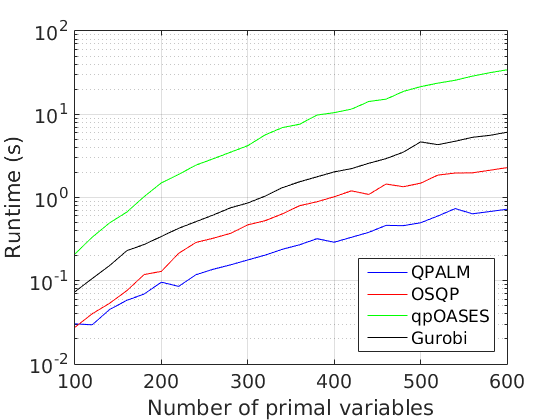 10^2
10^1
10^0
10^-1
10^-2
Runtime (s)
QPALM
OSQP
qpOASES
Gurobi
100 200 300 400 500 600
Number of primal variables